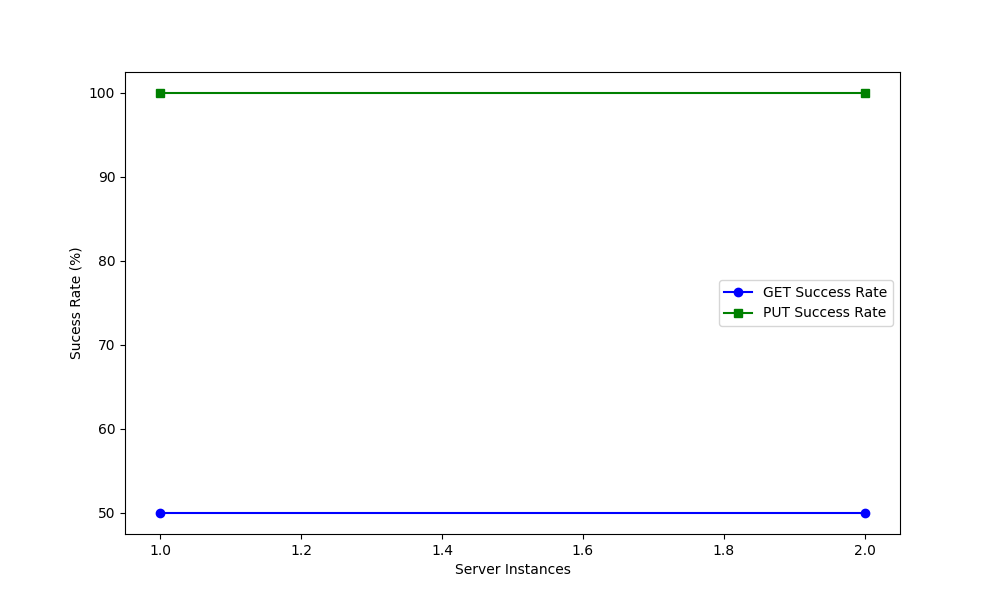 100
90
80
70
60
50
Sucess Rate (%)
GET Success Rate
PUT Success Rate
1.0 1.2 1.4 1.6 1.8 2.0
Server Instances